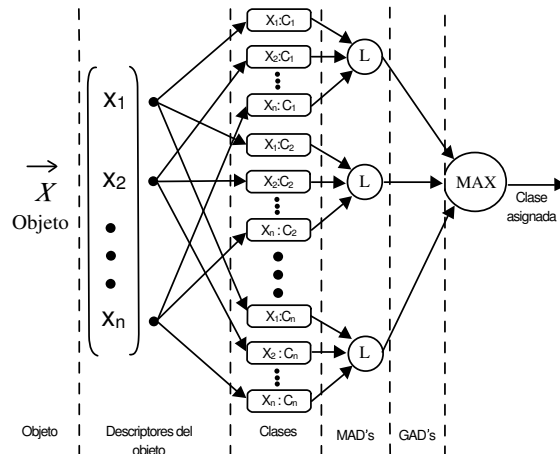 X
Objeto
X1
X2
Xn
X1:C1
X2:C1
Xn:C1
X1:C2
X2:C2
Xn:C2
X1:Cn
X2:Cn
Xn:Cn
L
L
L
MAX
Clase
asignada
Objeto
Descriptores del
objeto
Clases
MAD's
GAD's